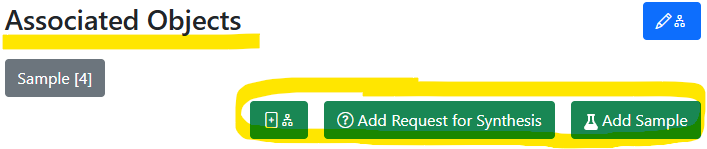 Associated Objects
Sample [4]
Add Request for Synthesis
Add Sample